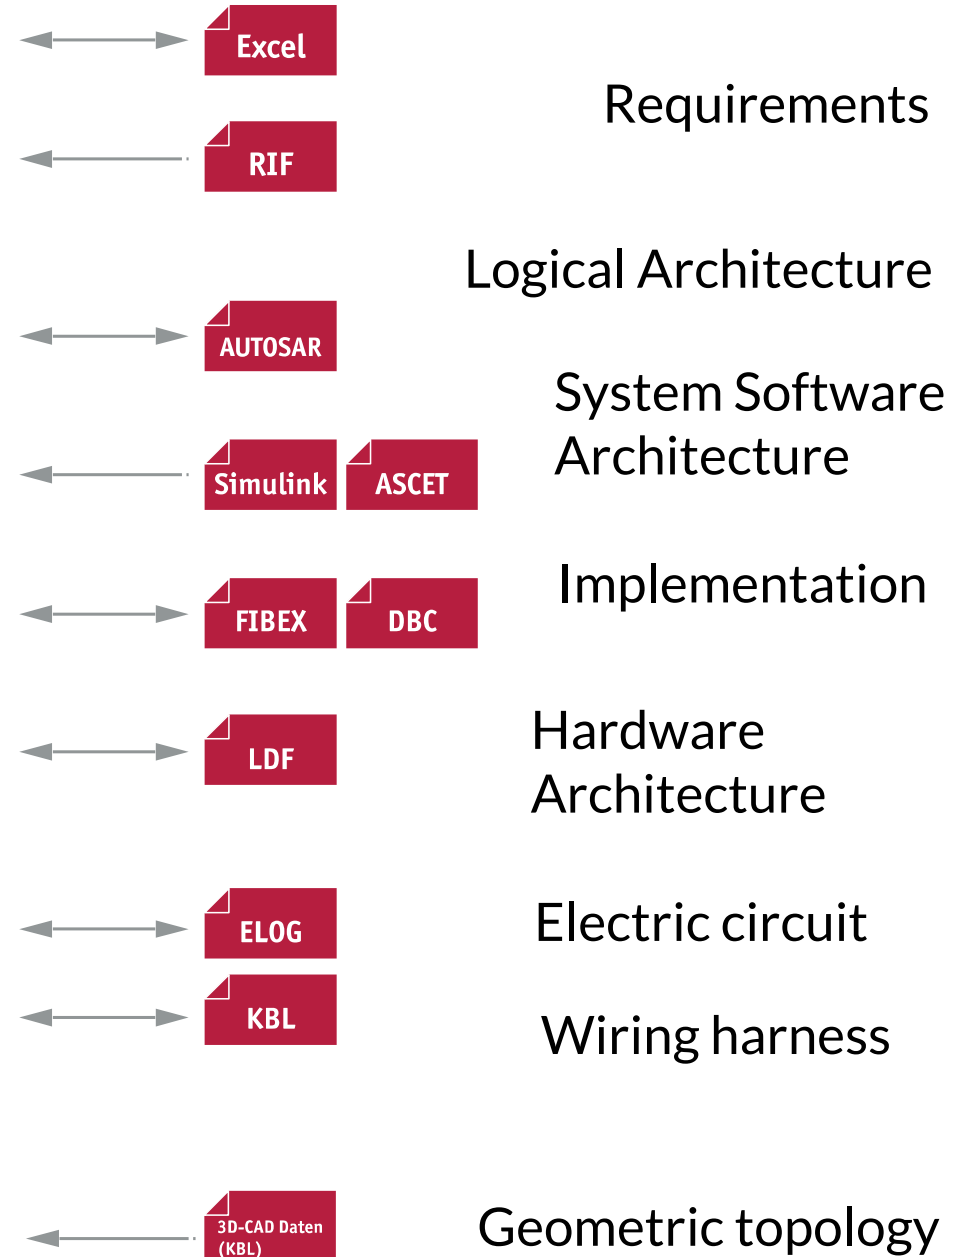 Excel
Requirements
RIF
Logical Architecture
AUTOSAR
System Software
Architecture
Simulink ASCET
Implementation
FIBEX DBC
Hardware
Architecture
LDF
Electric circuit
ELOG
KBL
Wiring harness
3D-CAD Daten
(KBL)
Geometric topology